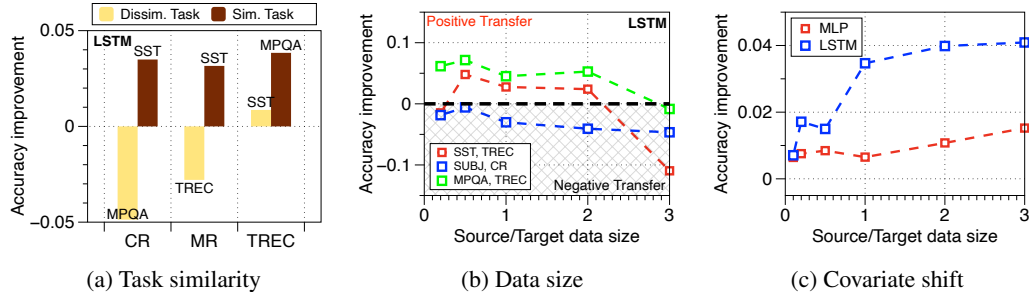 Dissim. Task
Sim. Task
0.05
0
−0.05
Accuracy improvement
LSTM
SST
SST
MPQA
SST
TREC
MPQA
CR
MR
TREC
(a) Task similarity
Positive Transfer
LSTM
0.1
0
−0.1
Accuracy improvement
SST, TREC
SUBJ, CR
MPQA, TREC
Negative Transfer
0
1
2
3
Source/Target data size
(b) Data size
MLP
LSTM
0.04
0.02
0
Accuracy improvement
0
1
2
3
Source/Target data size
(c) Covariate shift